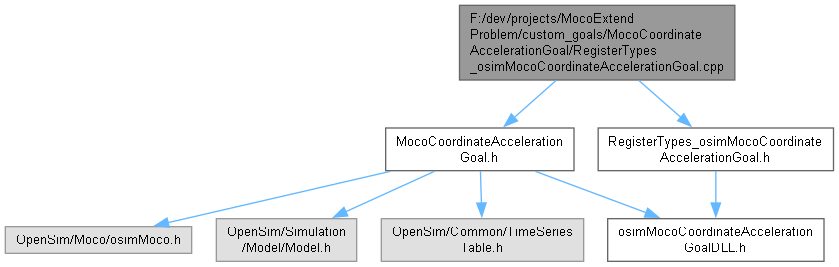 F:/dev/projects/MocoExtend
Problem/custom_goals/MocoCoordinate
AccelerationGoal/RegisterTypes
_osimMocoCoordinateAccelerationGoal.cpp
MocoCoordinateAcceleration
Goal.h
RegisterTypes_osimMocoCoordinate
AccelerationGoal.h
OpenSim/Moco/osimMoco.h
OpenSim/Simulation
/Model/Model.h
OpenSim/Common/TimeSeries
Table.h
osimMocoCoordinateAcceleration
GoalDLL.h